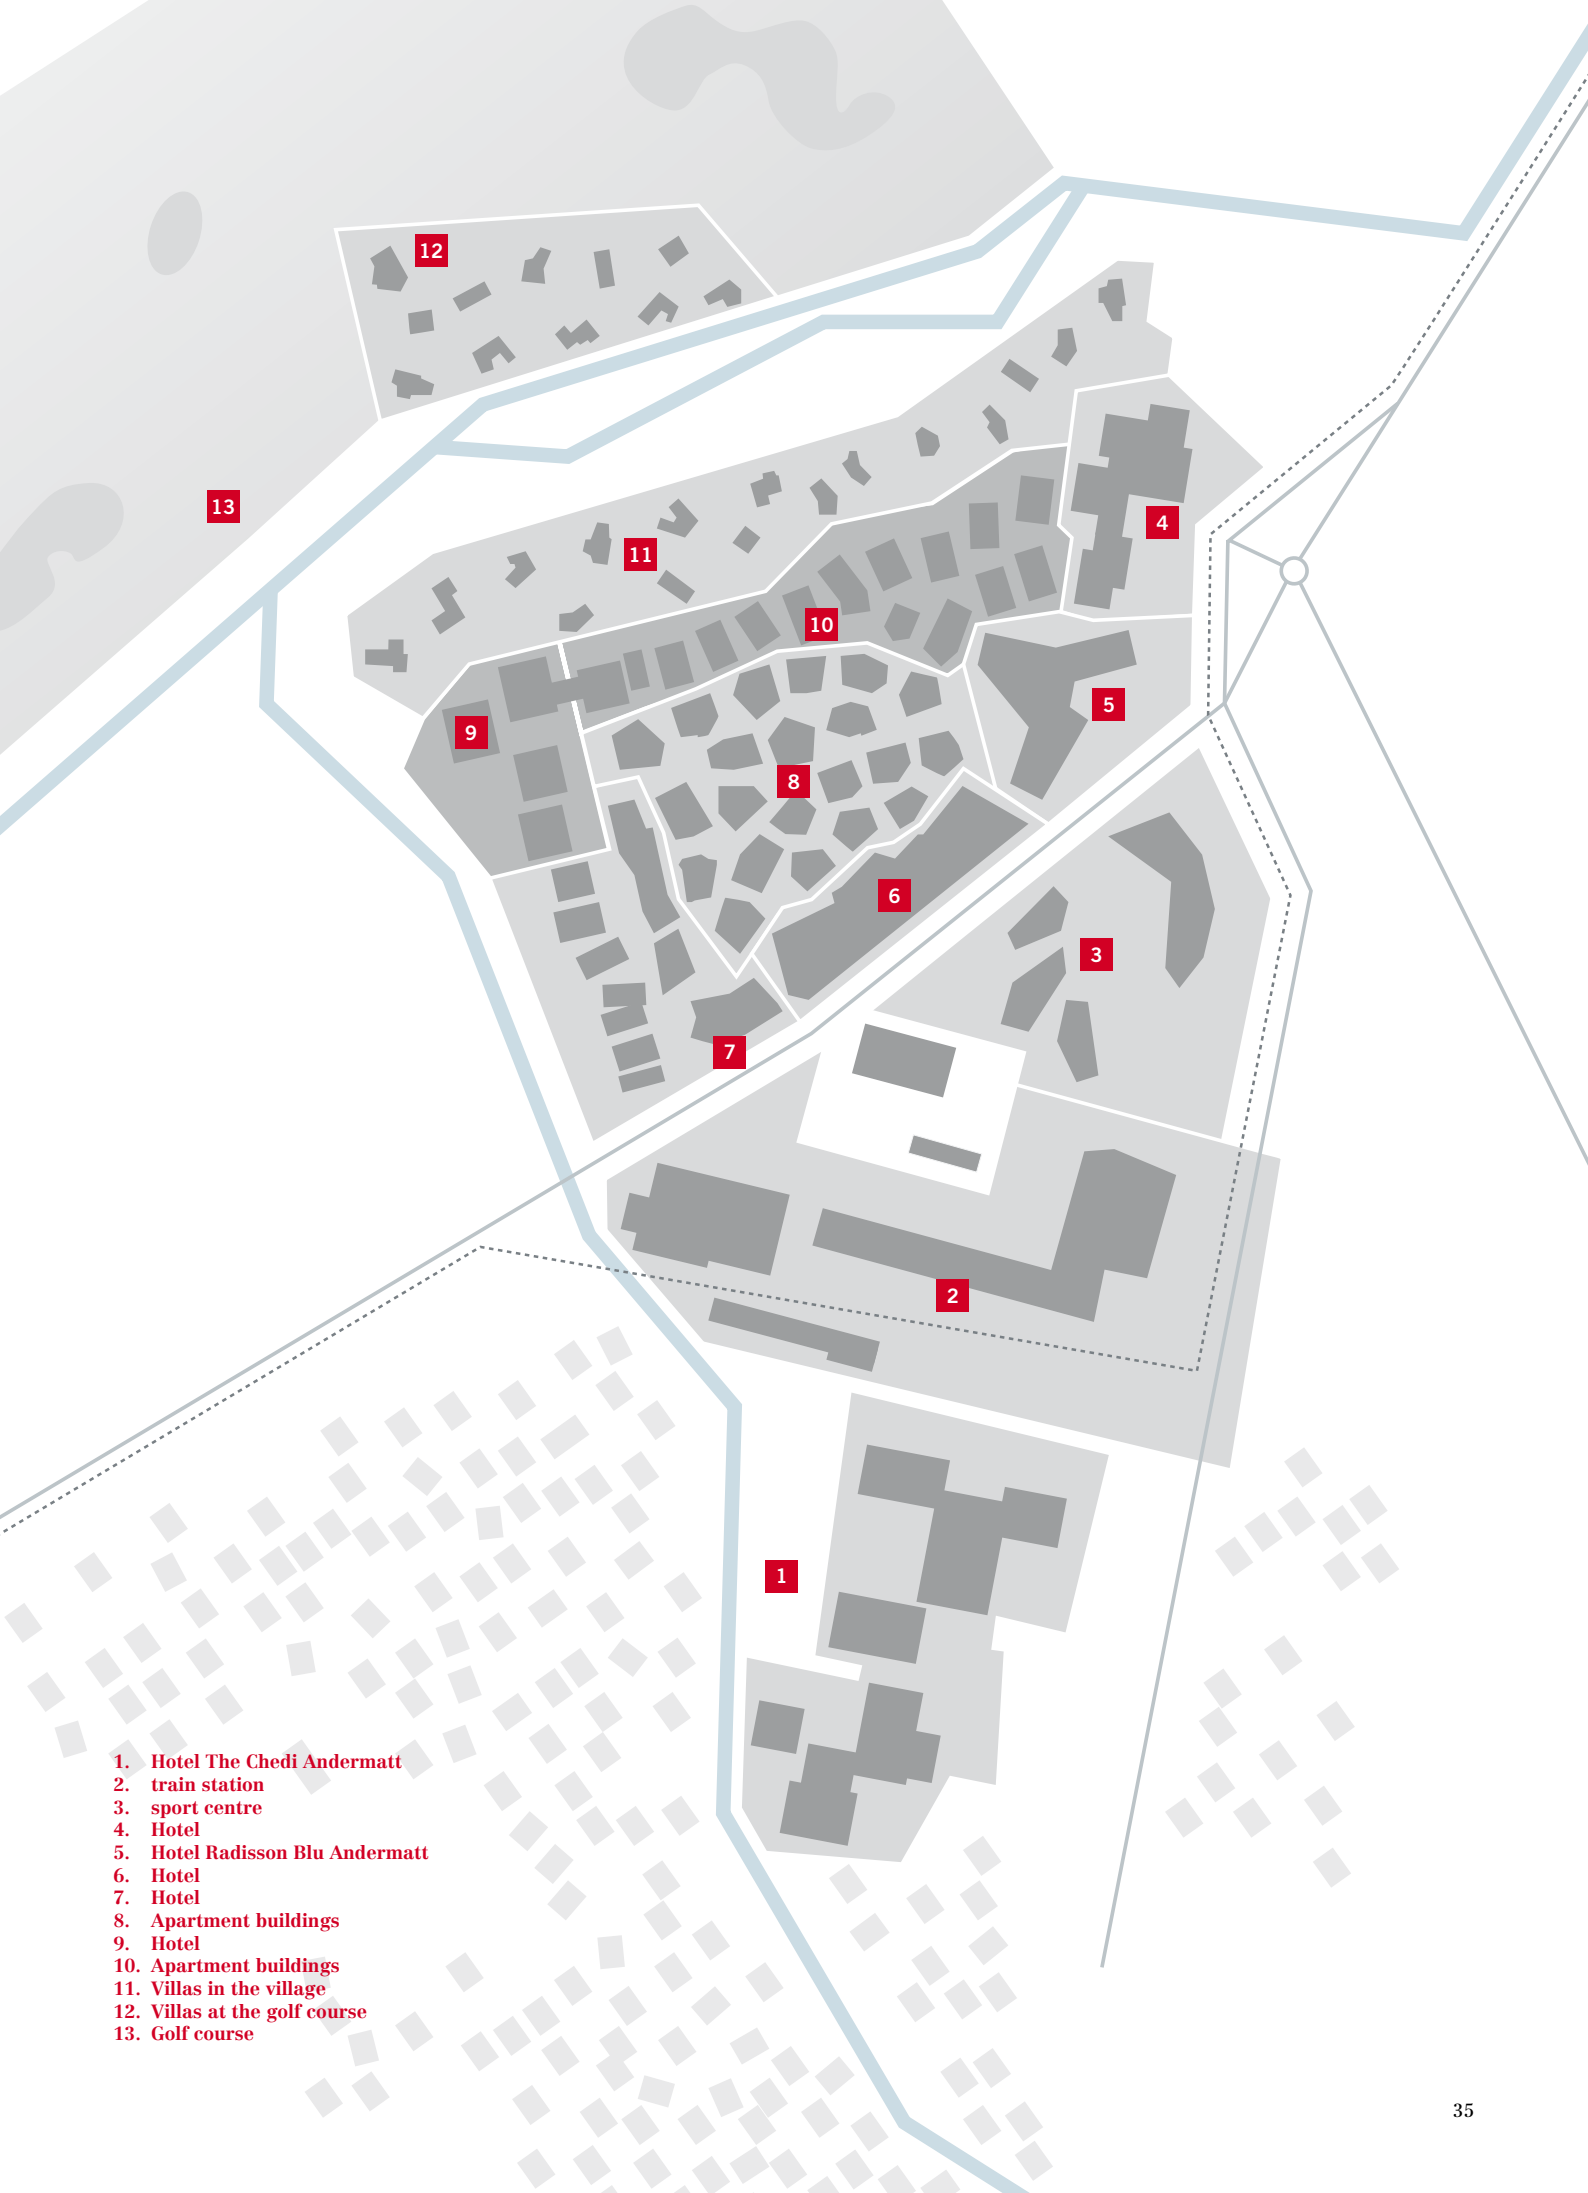 12
13
4
11
10
5
9
8
6
3
7
2
1
1. Hotel The Chedi Andermatt
2. train station
3. sport centre
4. Hotel
5. Hotel Radisson Blu Andermatt
6. Hotel
7. Hotel
8. Apartment buildings
9. Hotel
10. Apartment buildings
11. Villas in the village
12. Villas at the golf course
13. Golf course
35